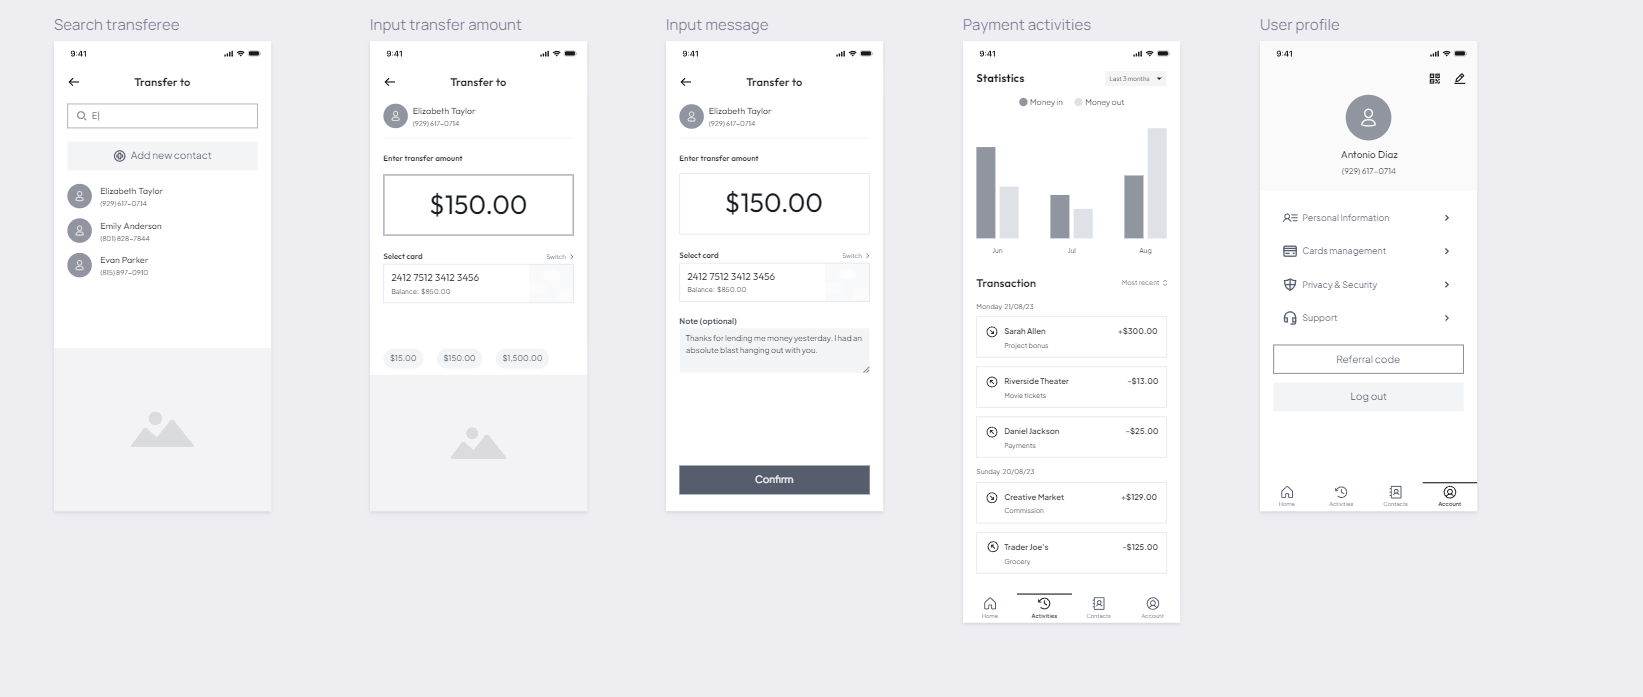 Search transferee
9:41
Transfer to
E
Add new contact
Elizabeth Taylor
(929) 617-0714
Emily Anderson
(801) 828-7844
Evan Parker
(815) 897-0910
Input transfer amount
9:41
Transfer to
Elizabeth Taylor
(929) 617-0714
Enter transfer amount
$150.00
Select card Switch
2412 7512 3412 3456
Balance: $850.00
$15.00 $150.00 $1,500.00
Input message
9:41
Transfer to
Elizabeth Taylor
(929) 617-0714
Enter transfer amount
$150.00
Select card Switch
2412 7512 3412 3456
Balance: $850.00
Note (optional)
Thanks for lending me money yesterday. I had an
absolute blast hanging out with you.
Confirm
Payment activities
9:41
Statistics Last 3 months
Money in Money out
Jun Jul Aug
Transaction Most recent
Monday 21/08/23
Sarah Allen +$300.00
Project bonus
Riverside Theater -$13.00
Movie tickets
Daniel Jackson -$25.00
Payments
Sunday 20/08/23
Creative Market +$129.00
Commission
Trader Joe's -$125.00
Grocery
Home Activities Contacts Account
User profile
9:41
Antonio Diaz
(929) 617-0714
Personal Information
Cards management
Privacy & Security
Support
Referral code
Log out
Home Activities Contacts Account